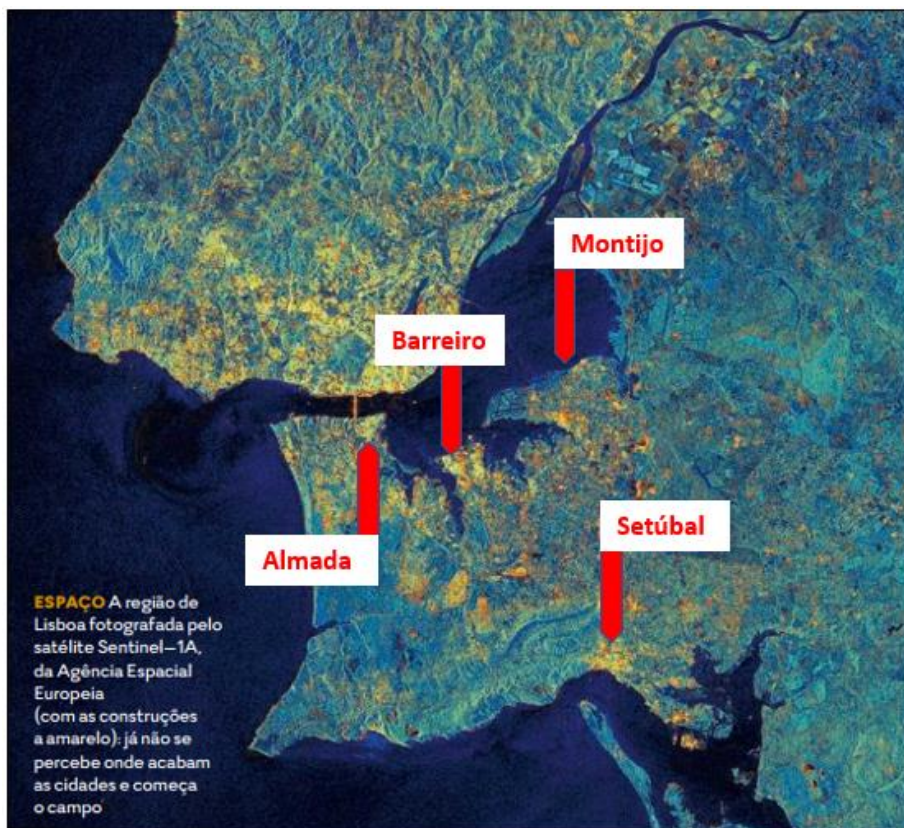 Montijo
Barreiro
Setúbal
Almada
ESPAÇO A região de
Lisboa fotografada pelo
satélite Sentinel–1A,
da Agência Espacial
Europeia
(com as construções
a amarelo): já não se
percebe onde acabam
as cidades e começa
o campo